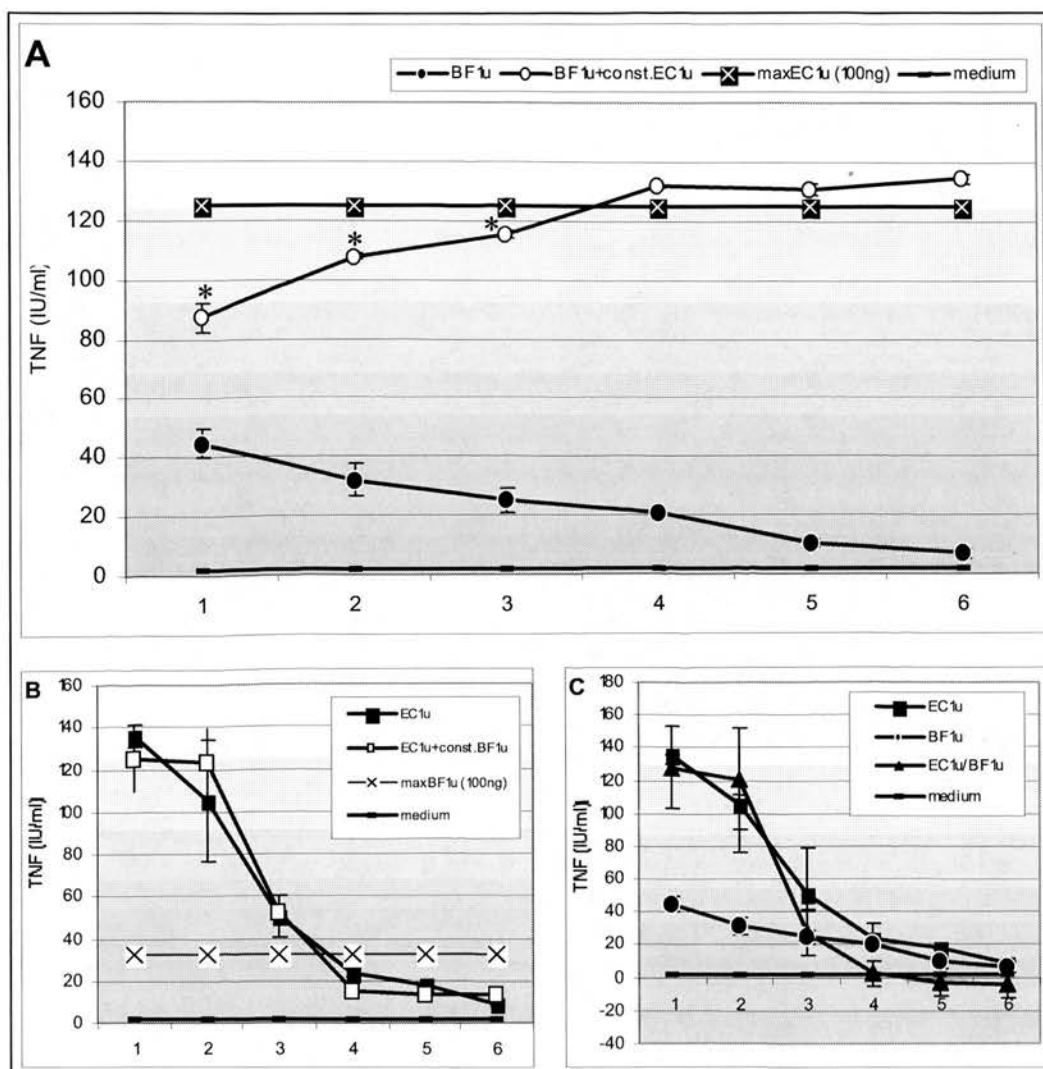 A
BF1u BF1u+const.EC1u maxEC1u (100ng) medium
160
140
120
100
80
60
40
20
0
TNF (IU/ml)
* * *
1 2 3 4 5 6
B
160
140
120
100
80
60
40
20
0
TNF (IU/ml)
EC1u
EC1u+const.BF1u
maxBF1u (100ng)
medium
1 2 3 4 5 6
C
180
160
140
120
100
80
60
40
20
0
-20
-40
TNF (IU/ml)
EC1u
BF1u
EC1u/BF1u
medium
1 2 3 4 5 6